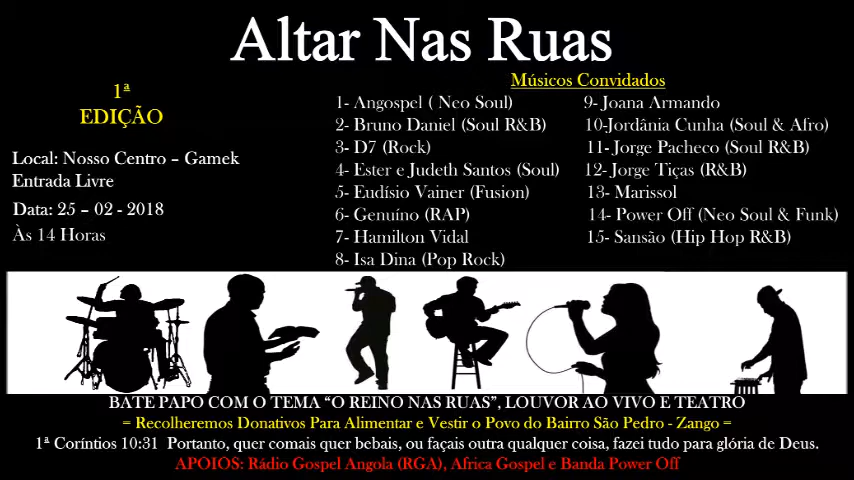 Altar Nas Ruas
1ª
EDIÇÃO
Local: Nosso Centro – Gamek
Entrada Livre
Data: 25 – 02 - 2018
Às 14 Horas
Músicos Convidados
1- Angospel ( Neo Soul)
2- Bruno Daniel (Soul R&B)
3- D7 (Rock)
4- Ester e Judeth Santos (Soul)
5- Eudísio Vainer (Fusion)
6- Genuíno (RAP)
7- Hamilton Vidal
8- Isa Dina (Pop Rock)
9- Joana Armando
10-Jordânia Cunha (Soul & Afro)
11- Jorge Pacheco (Soul R&B)
12- Jorge Tiças (R&B)
13- Marissol
14- Power Off (Neo Soul & Funk)
15- Sansão (Hip Hop R&B)
BATE PAPO COM O TEMA “O REINO NAS RUAS”, LOUVOR AO VIVO E TEATRO
= Recolheremos Donativos Para Alimentar e Vestir o Povo do Bairro São Pedro - Zango =
1ª Coríntios 10:31 Portanto, quer comais quer bebais, ou façais outra qualquer coisa, fazei tudo para glória de Deus.
APOIOS: Rádio Gospel Angola (RGA), Africa Gospel e Banda Power Off